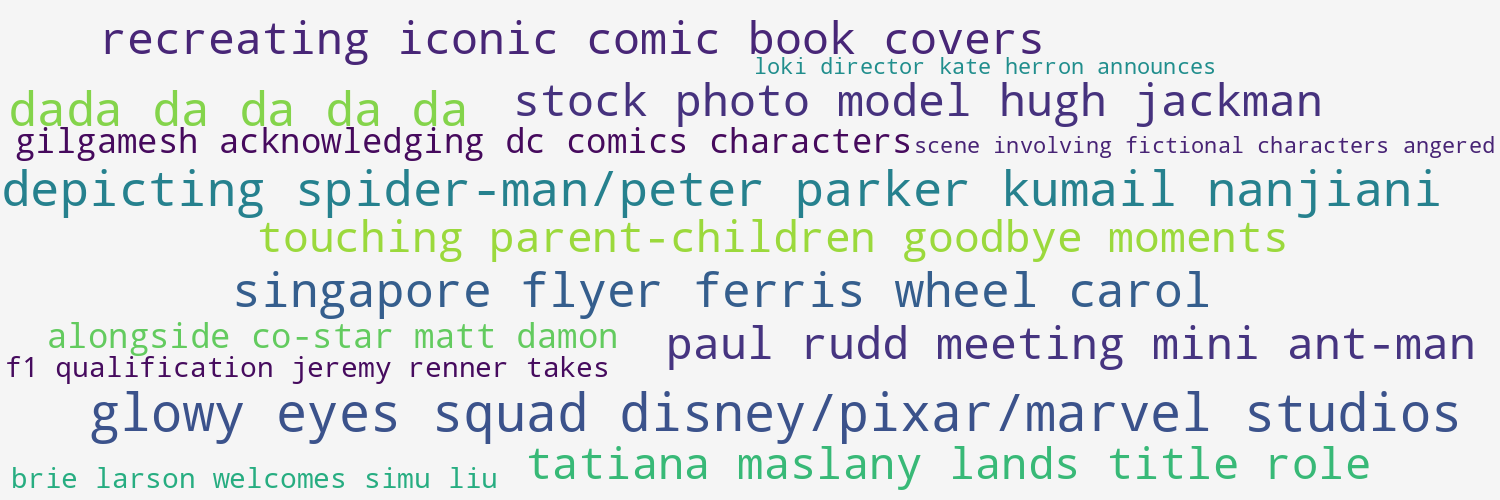 recreating iconic comic book covers
loki director kate herron announces
dada da da da da
stock photo model hugh jackman
gilgamesh acknowledging dc comics characters
scene involving fictional characters angered
depicting spider-man/peter parker kumail nanjiani
touching parent-children goodbye moments
singapore flyer ferris wheel carol
alongside co-star matt damon
paul rudd meeting mini ant-man
f1 qualification jeremy renner takes
glowy eyes squad disney/pixar/marvel studios
tatiana maslany lands title role
brie larson welcomes simu liu